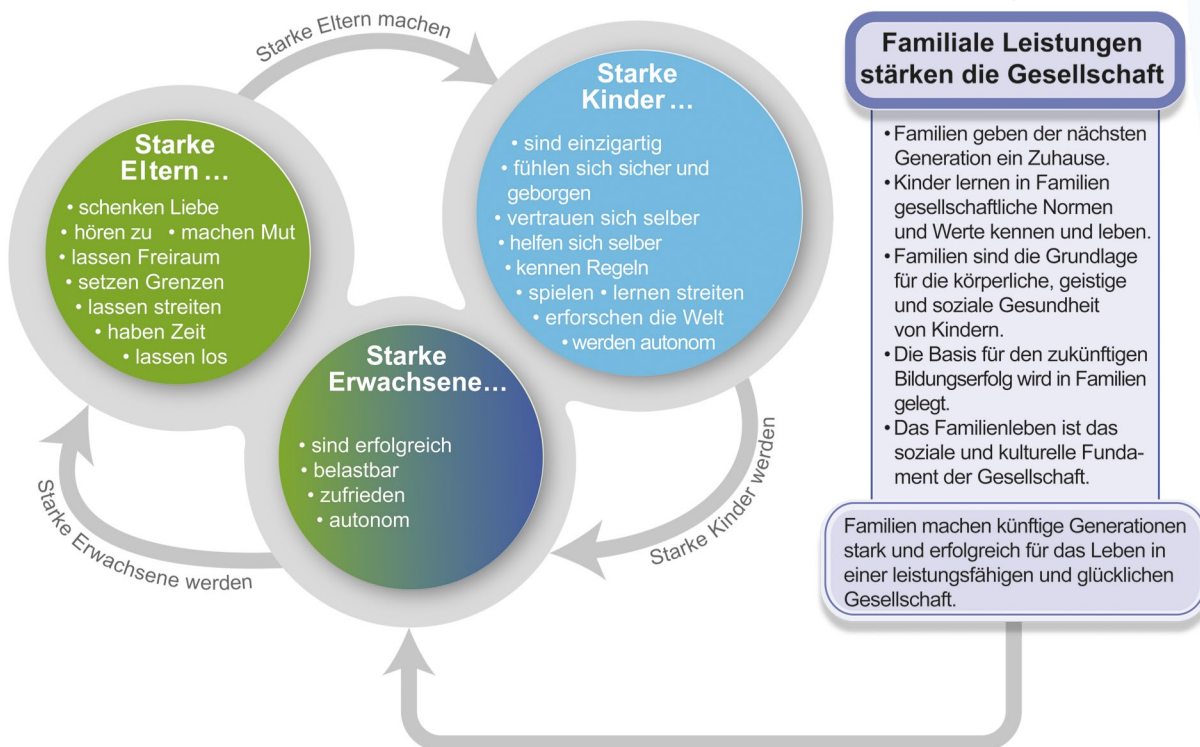 Starke Eltern machen
Starke
Eltern …
• schenken Liebe
• hören zu • machen Mut
• lassen Freiraum
• setzen Grenzen
• lassen streiten
• haben Zeit
• lassen los
Starke
Kinder …
• sind einzigartig
• fühlen sich sicher und
geborgen
• vertrauen sich selber
• helfen sich selber
• kennen Regeln
• spielen • lernen streiten
• erforschen die Welt
• werden autonom
Starke Kinder werden
Starke
Erwachsene…
• sind erfolgreich
• belastbar
• zufrieden
• autonom
Starke Erwachsene werden
Familiale Leistungen
stärken die Gesellschaft
• Familien geben der nächsten
Generation ein Zuhause.
• Kinder lernen in Familien
gesellschaftliche Normen
und Werte kennen und leben.
• Familien sind die Grundlage
für die körperliche, geistige
und soziale Gesundheit
von Kindern.
• Die Basis für den zukünftigen
Bildungserfolg wird in Familien
gelegt.
• Das Familienleben ist das
soziale und kulturelle Funda-
ment der Gesellschaft.
Familien machen künftige Generationen
stark und erfolgreich für das Leben in
einer leistungsfähigen und glücklichen
Gesellschaft.